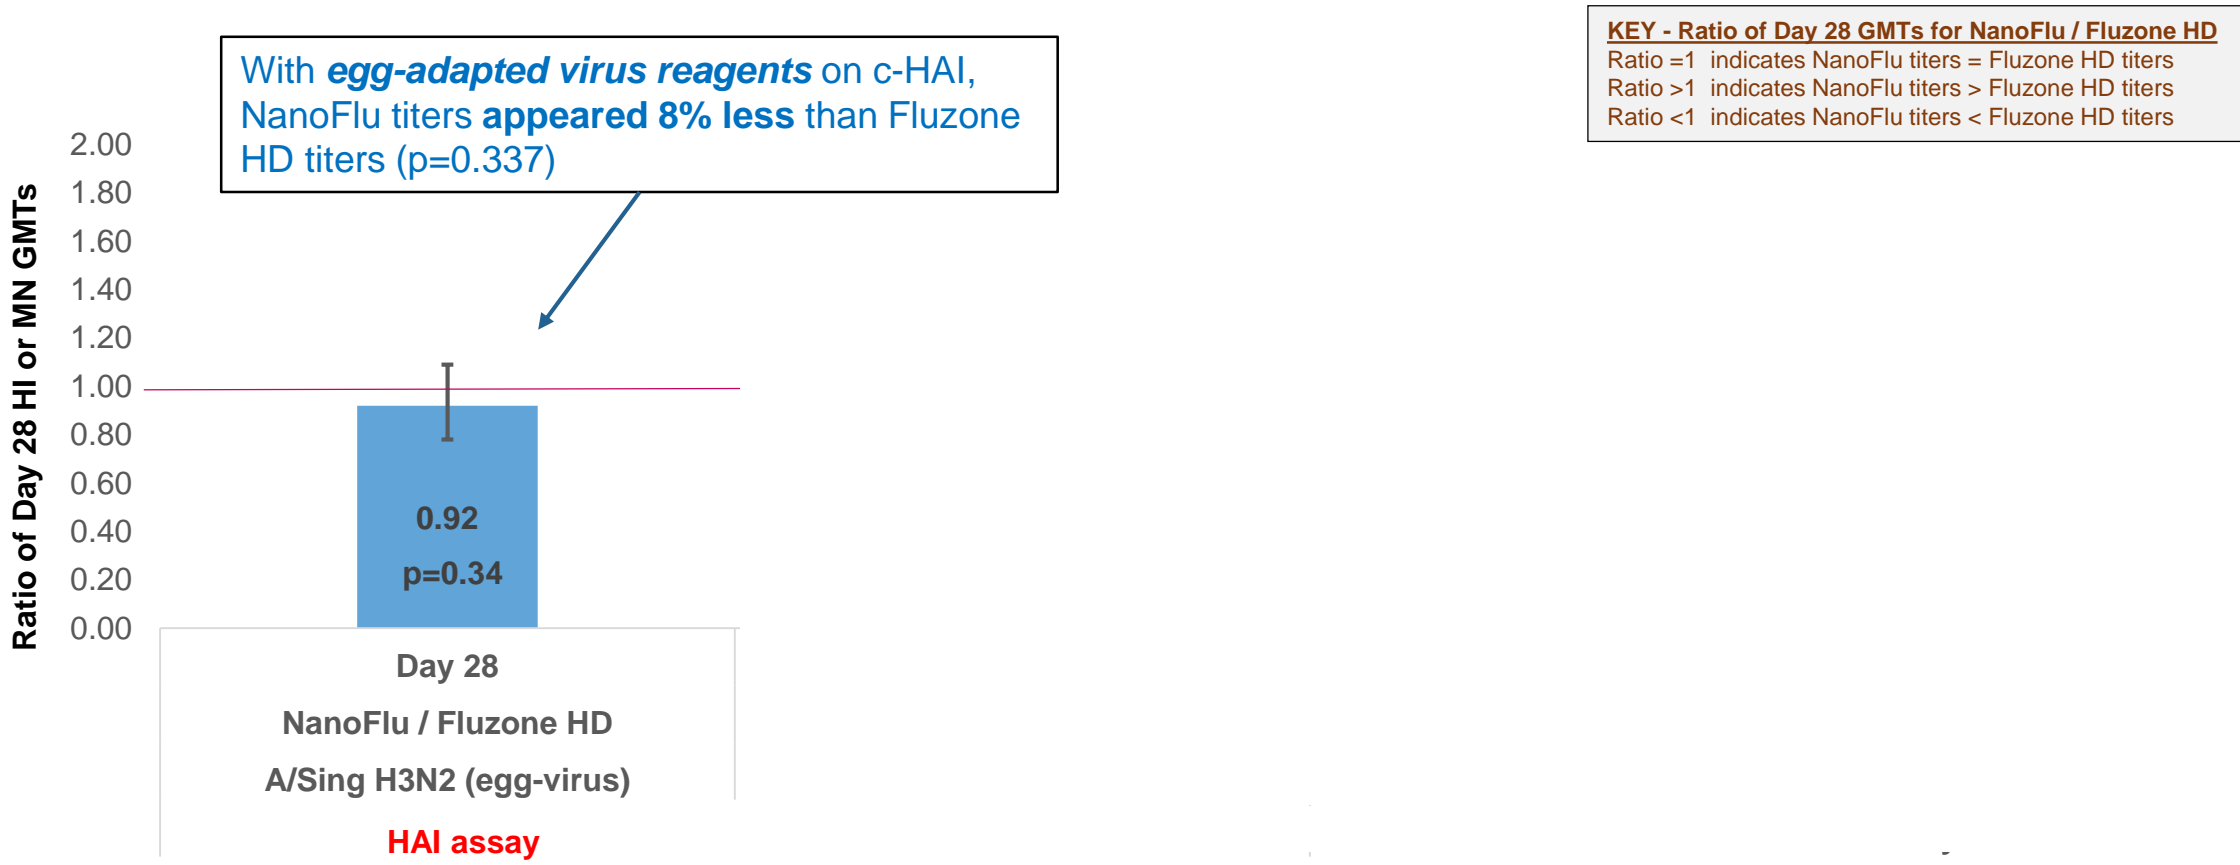 With egg-adapted virus reagents on c-HAI,
NanoFlu titers appeared 8% less than Fluzone
HD titers (p=0.337)
KEY - Ratio of Day 28 GMTs for NanoFlu / Fluzone HD
Ratio =1 indicates NanoFlu titers = Fluzone HD titers
Ratio >1 indicates NanoFlu titers > Fluzone HD titers
Ratio <1 indicates NanoFlu titers < Fluzone HD titers
Ratio of Day 28 HI or MN GMTs
2.00
1.80
1.60
1.40
1.20
1.00
0.80
0.60
0.40
0.20
0.00
0.92
p=0.34
Day 28
NanoFlu / Fluzone HD
A/Sing H3N2 (egg-virus)
HAI assay